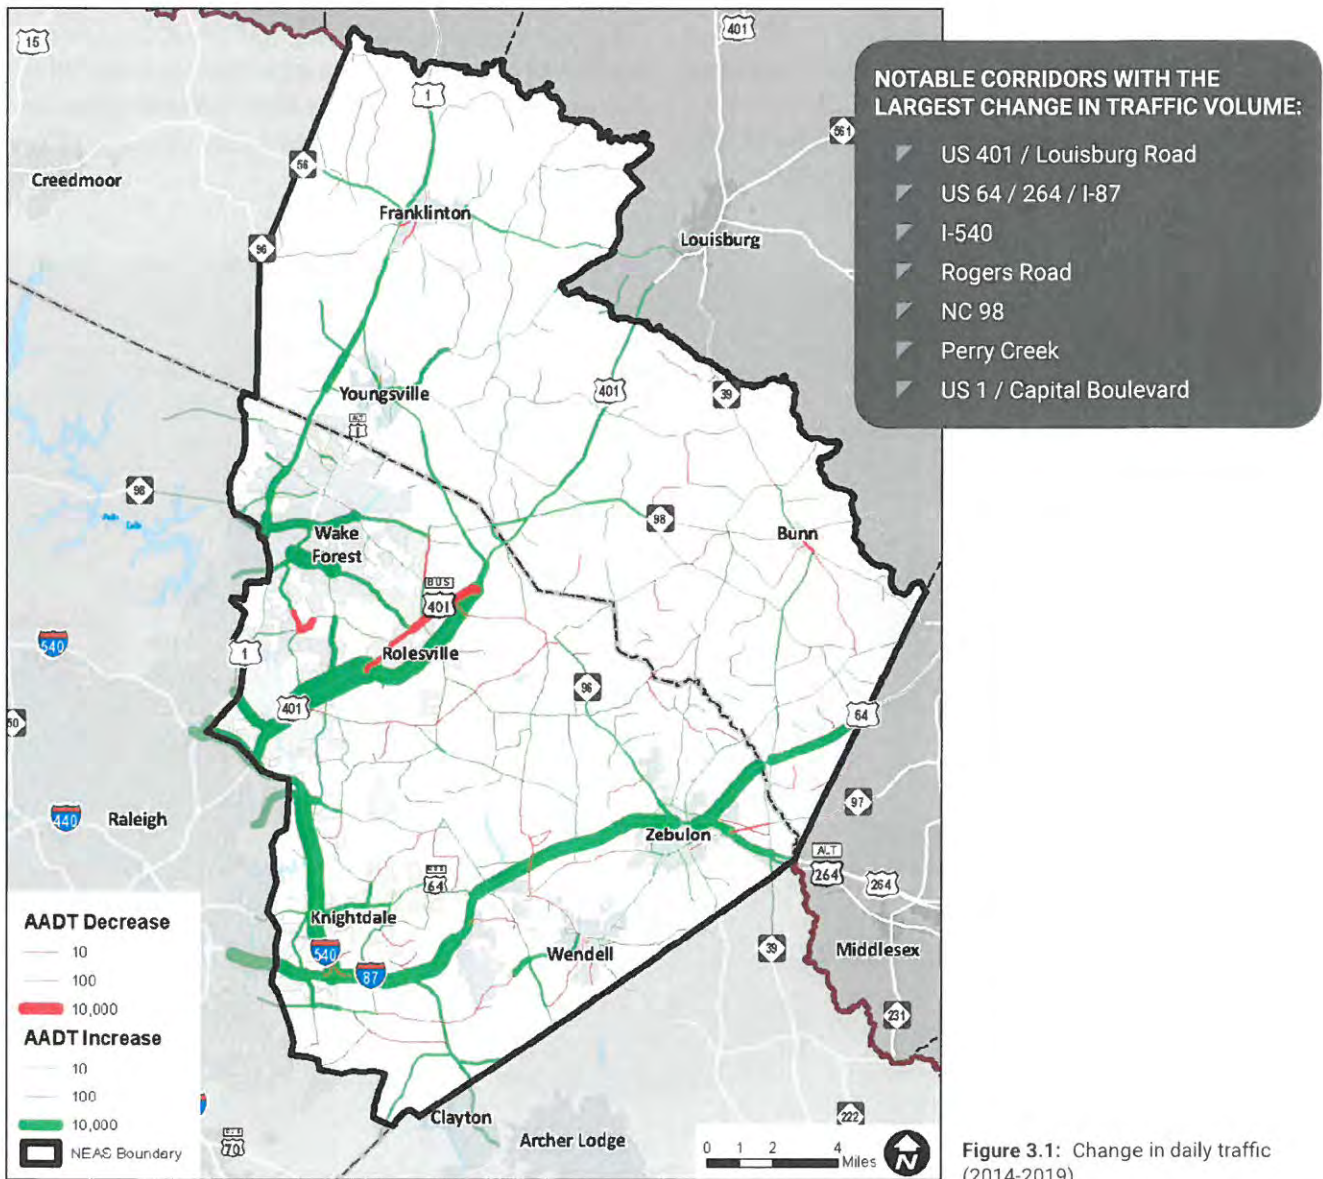 15
401
1
561
56
Creedmoor
Franklinton
96
Louisburg
NOTABLE CORRIDORS WITH THE
LARGEST CHANGE IN TRAFFIC VOLUME:
US 401 / Louisburg Road
US 64 / 264 / I-87
I-540
Rogers Road
NC 98
Perry Creek
US 1 / Capital Boulevard
Youngsville
401
39
ALT
1
98
98
Wake
Forest
Bunn
BUS
401
540
1
Rolesville
96
401
50
64
440
Raleigh
97
Zebulon
ALT
264
264
64
Knightdale
540
87
Wendell
39
Middlesex
231
AADT Decrease
10
100
10,000
AADT Increase
10
100
10,000
NEAS Boundary
70
Clayton
Archer Lodge
222
0 1 2 4
Miles
N
Figure 3.1: Change in daily traffic
(2014-2019)